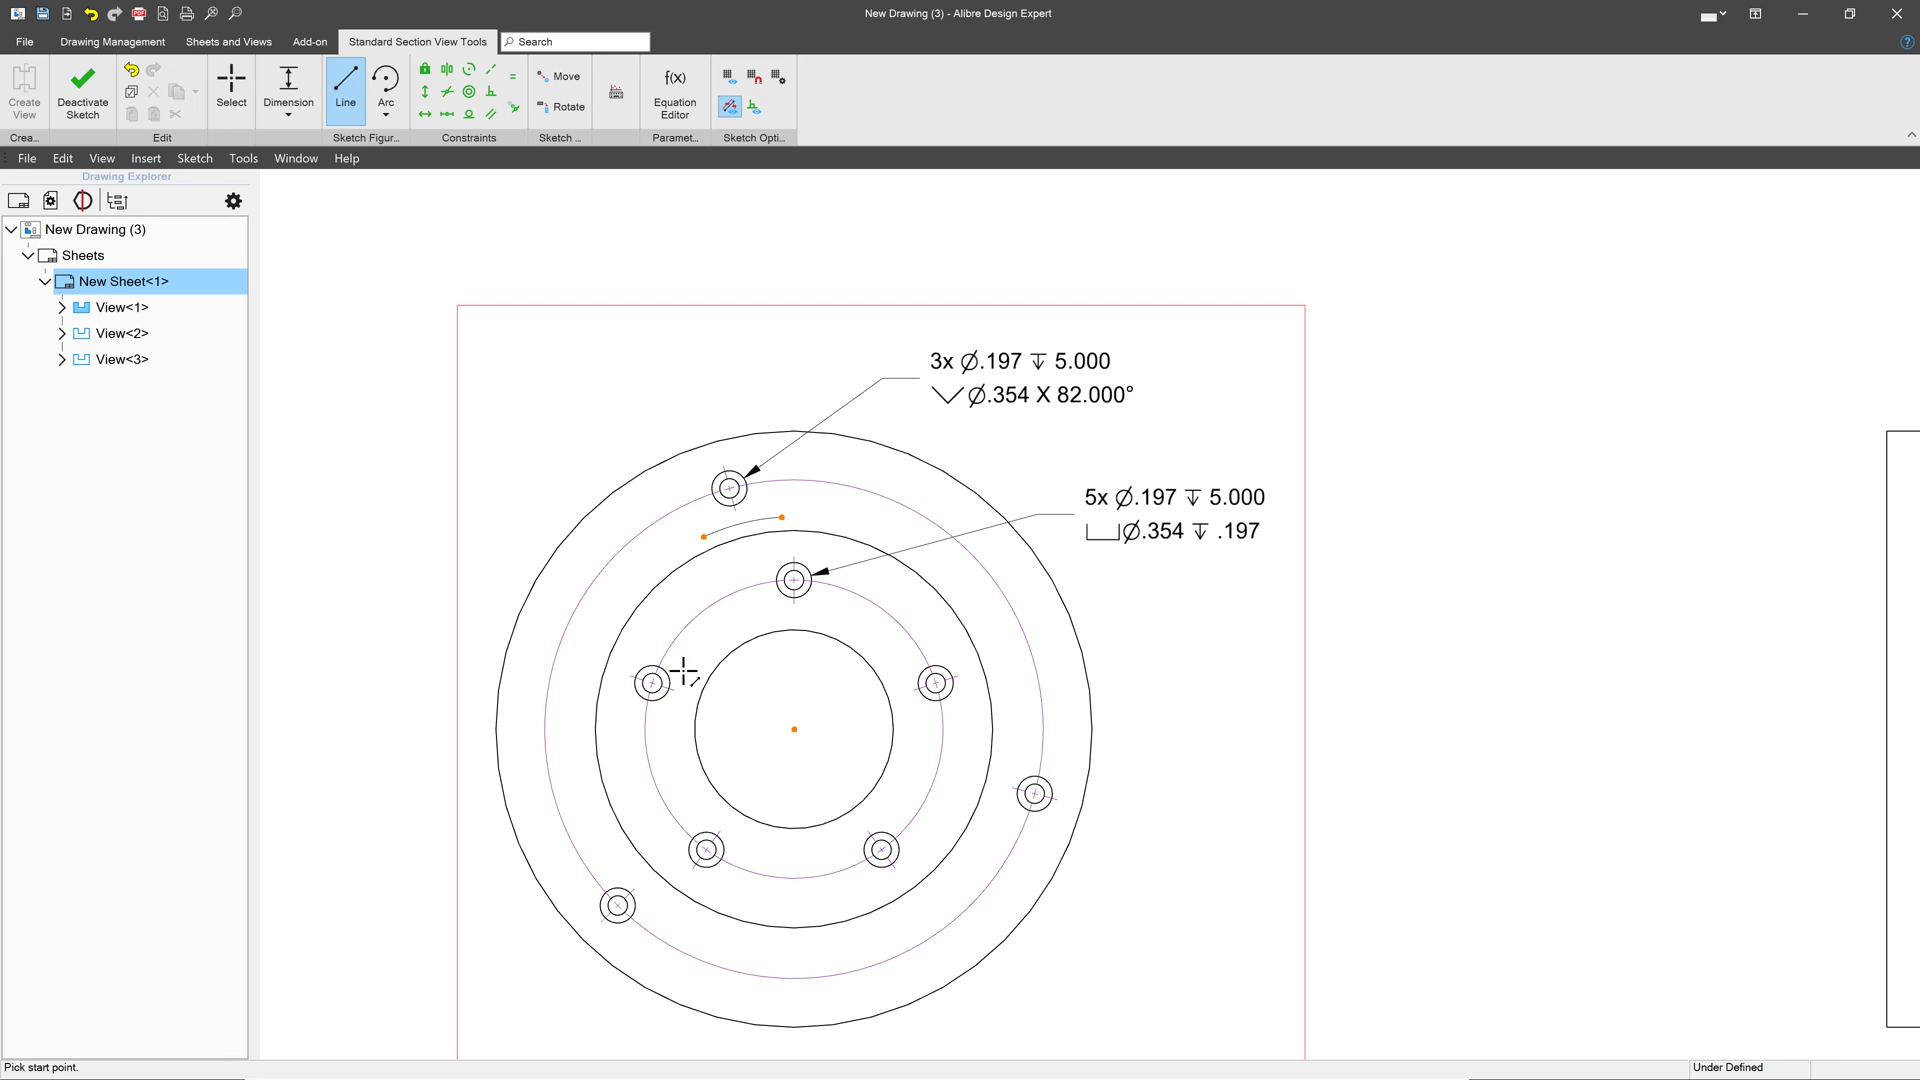 New Drawing (3) - Alibre Design Expert
File
Drawing Management
Sheets and Views
Add-on
Standard Section View Tools
Search
Create View
Deactivate Sketch
Select
Dimension
Line
Arc
Move
Rotate
f(x)
Equation Editor
Crea...
Edit
Sketch Figur...
Constraints
Sketch ...
Paramet...
Sketch Opti...
File Edit View Insert Sketch Tools Window Help
Drawing Explorer
New Drawing (3)
Sheets
New Sheet<1>
View<1>
View<2>
View<3>
3x ⌀.197 ↧ 5.000
⌵⌀.354 X 82.000°
5x ⌀.197 ↧ 5.000
⌴⌀.354 ↧ .197
Pick start point.
Under Defined